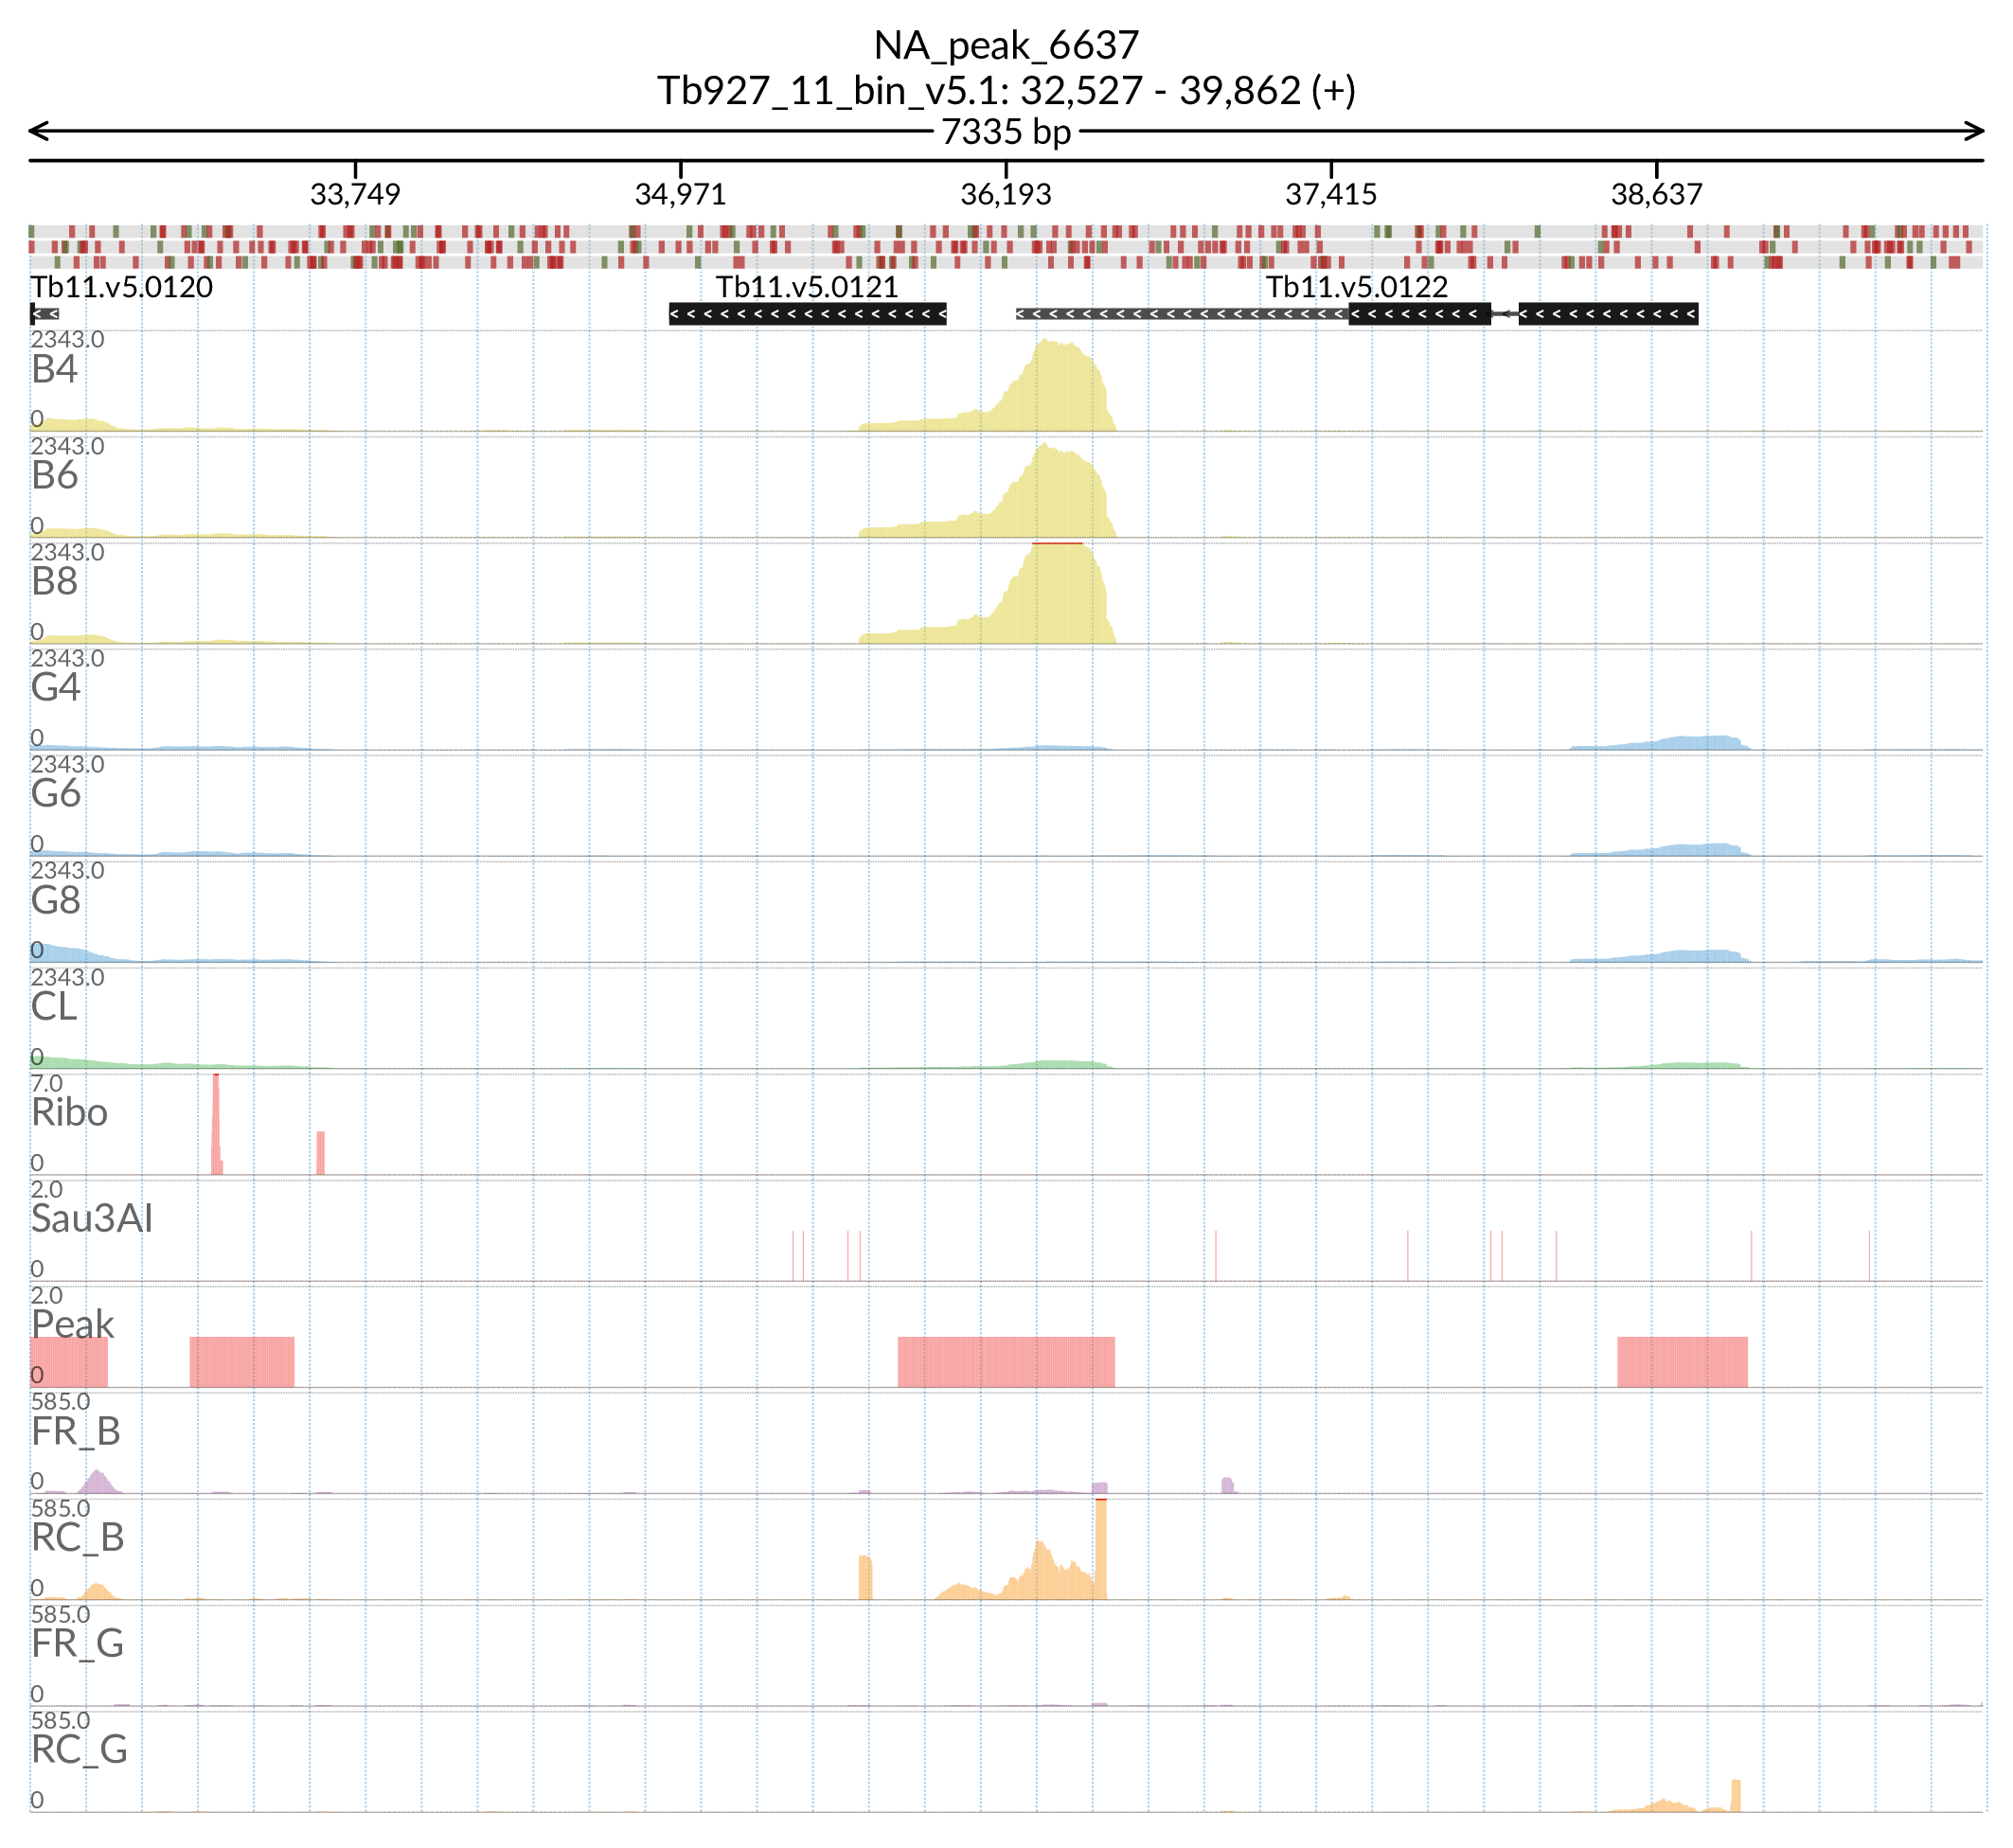 NA_peak_6637
Tb927_11_bin_v5.1: 32,527 - 39,862 (+)
7335 bp
33,749 34,971 36,193 37,415 38,637
Tb11.v5.0120 Tb11.v5.0121 Tb11.v5.0122
2343.0
B4
0
2343.0
B6
0
2343.0
B8
0
2343.0
G4
0
2343.0
G6
0
2343.0
G8
0
2343.0
CL
0
7.0
Ribo
0
2.0
Sau3AI
0
2.0
Peak
0
585.0
FR_B
0
585.0
RC_B
0
585.0
FR_G
0
585.0
RC_G
0